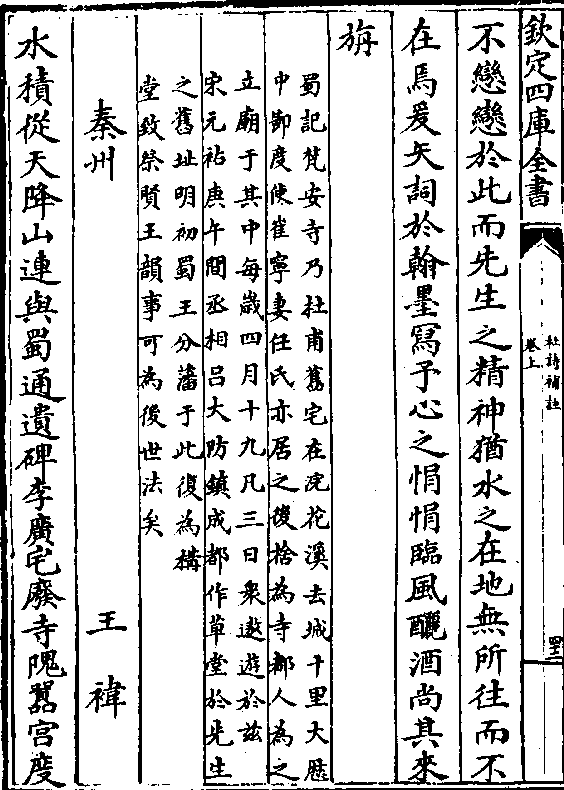 欽定四庫全書
杜詩補註
卷上
不戀戀於此而先生之精神猶水之在地無所往而不
在焉爰矢詞於翰墨寫予心之悁悁臨風釃酒尚其來
旃
蜀記梵安寺乃杜甫舊宅在浣花溪去城十里大厯
中節度使崔寧妻任氏亦居之後捨為寺郡人為之
立廟于其中每歲四月十九凡三日衆遨遊於兹
宋元祐庚午間丞相吕大防鎮成都作草堂於先生
之舊址明初蜀王分藩于此復為構
堂致祭賢王韻事可為後世法矣
秦州 王禕
水積從天降山連與蜀通遺碑李廣宅廢寺隗囂宫度